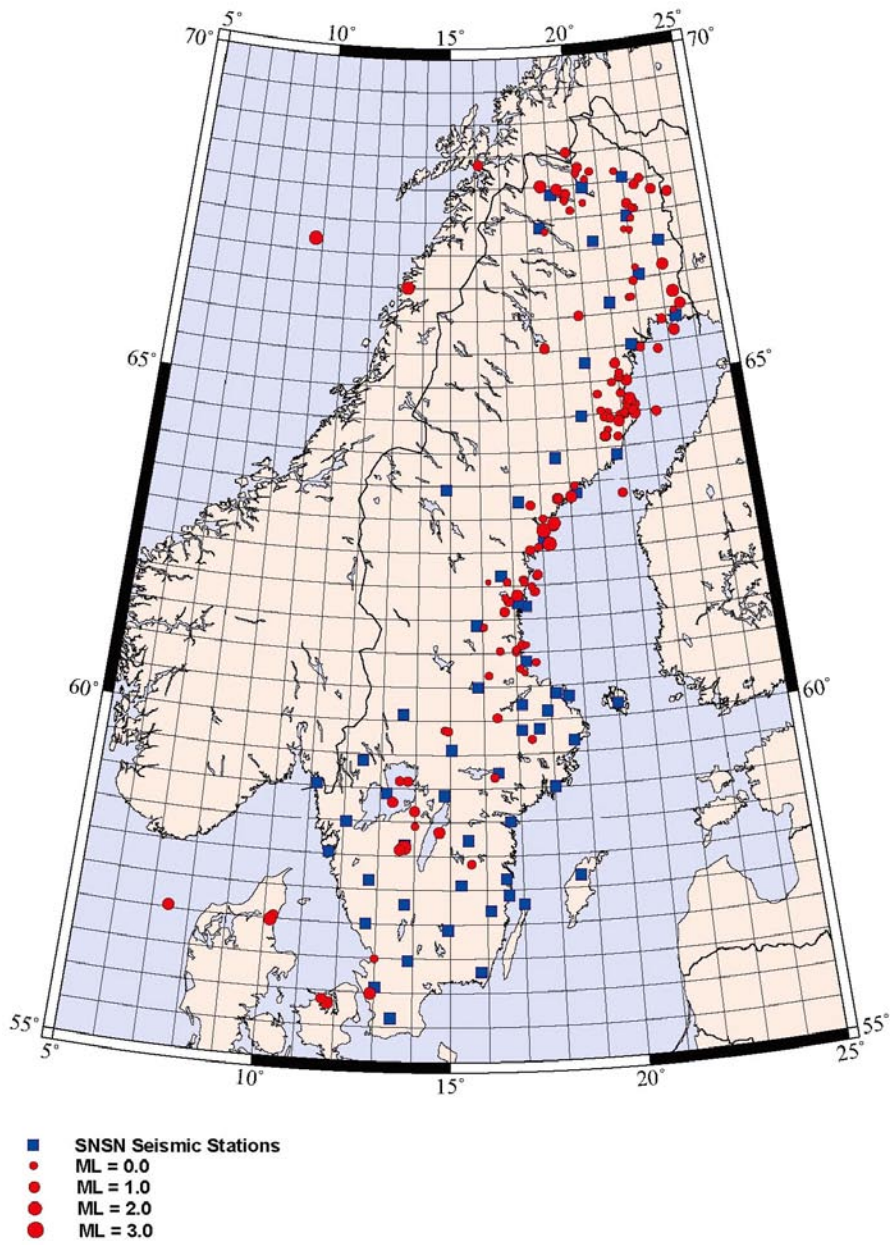 5° 10° 15° 20° 25°
70° 70
65° 65°
60° 60°
55° 55°
5° 10° 15° 20° 25°
SNSN Seismic Stations
ML = 0.0
ML = 1.0
ML = 2.0
ML = 3.0